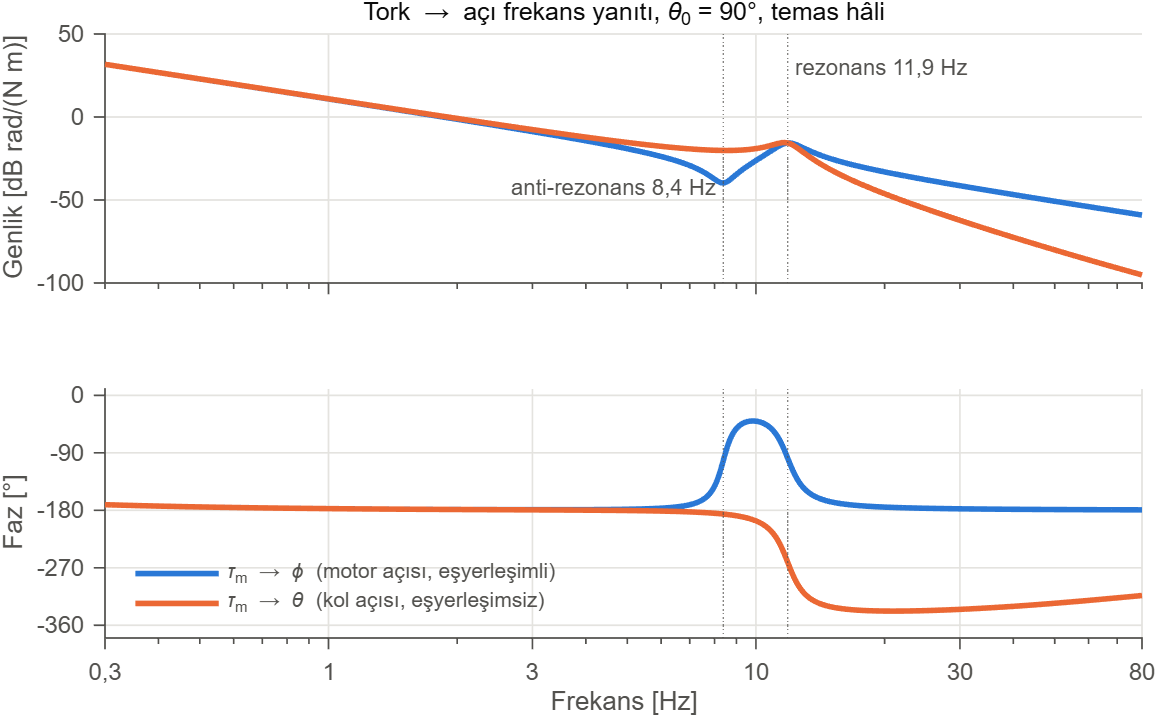 Tork → açı frekans yanıtı, θ0 = 90°, temas hâli
Genlik [dB rad/(N m)]
50
0
-50
-100
rezonans 11,9 Hz
anti-rezonans 8,4 Hz
Faz [°]
0
-90
-180
-270
-360
τm → ϕ (motor açısı, eşyerleşimli)
τm → θ (kol açısı, eşyerleşimsiz)
0,3 1 3 10 30 80
Frekans [Hz]